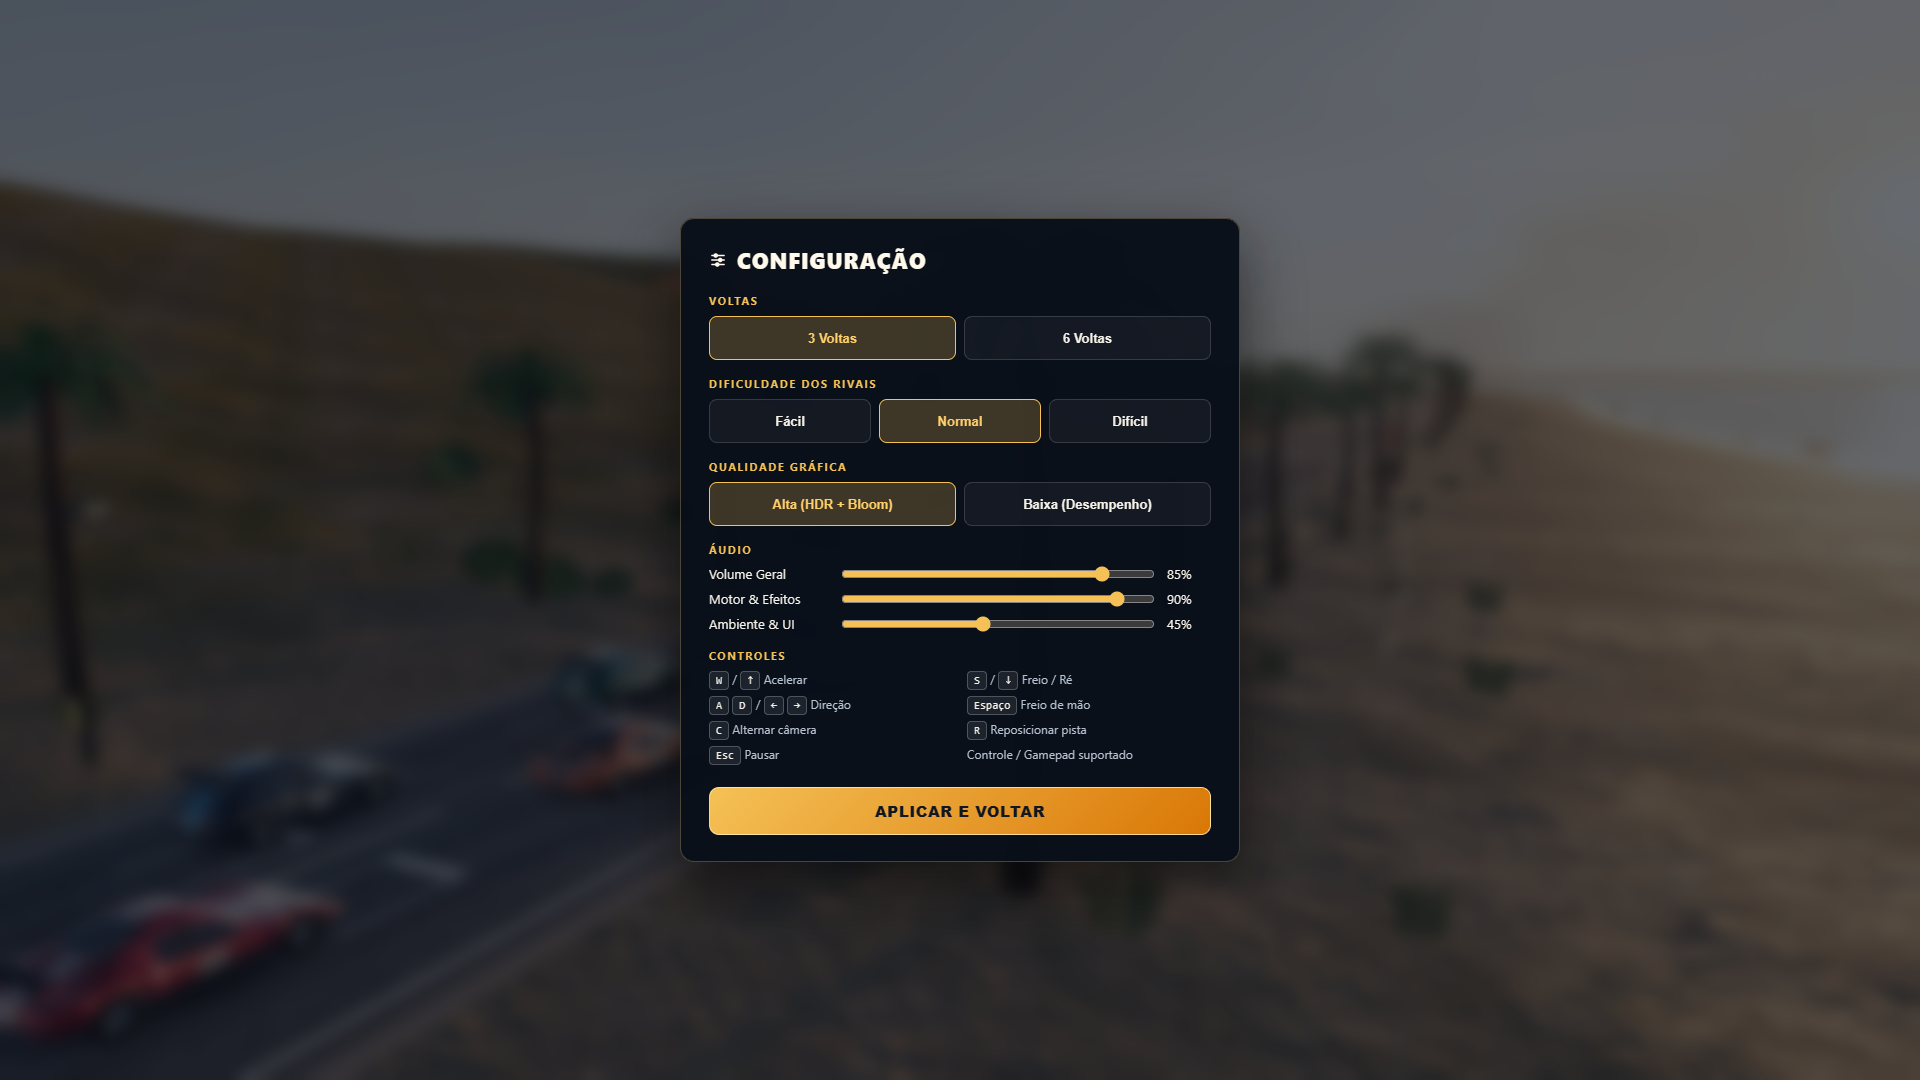 CONFIGURAÇÃO
VOLTAS
3 Voltas 6 Voltas
DIFICULDADE DOS RIVAIS
Fácil Normal Difícil
QUALIDADE GRÁFICA
Alta (HDR + Bloom) Baixa (Desempenho)
ÁUDIO
Volume Geral 85%
Motor & Efeitos 90%
Ambiente & UI 45%
CONTROLES
W / ↑ Acelerar S / ↓ Freio / Ré
A D / ← → Direção Espaço Freio de mão
C Alternar câmera R Reposicionar pista
Esc Pausar Controle / Gamepad suportado
APLICAR E VOLTAR